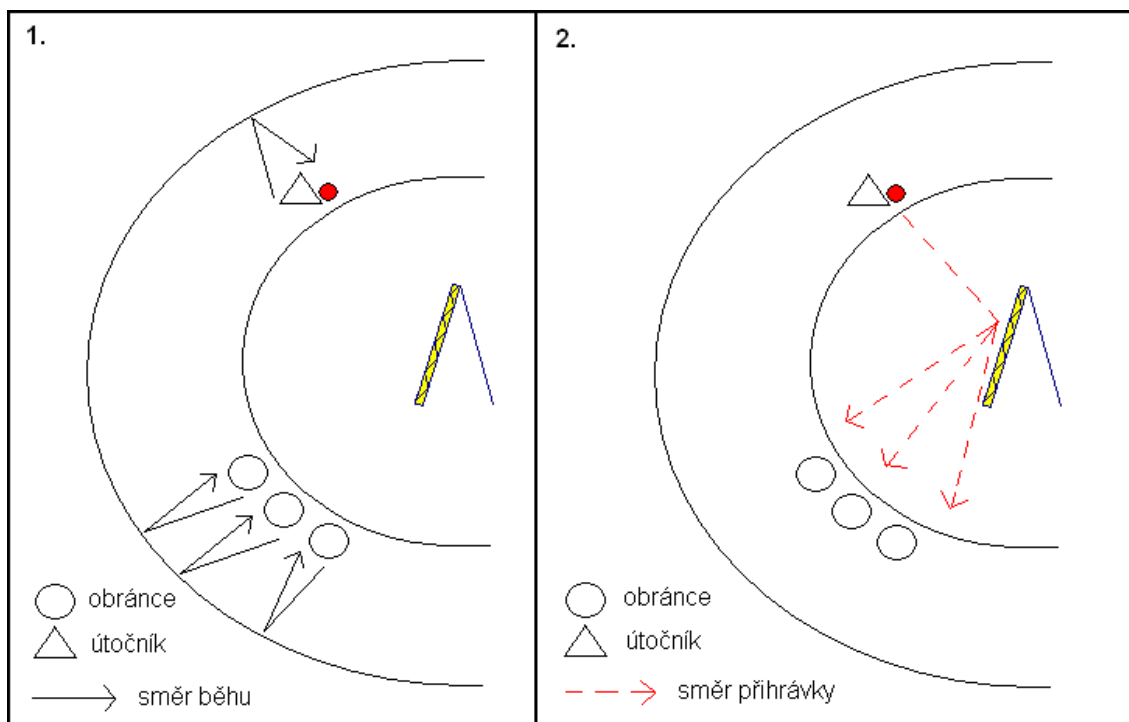 1.
obránce
útočník
směr běhu
2.
obránce
útočník
směr přihrávky